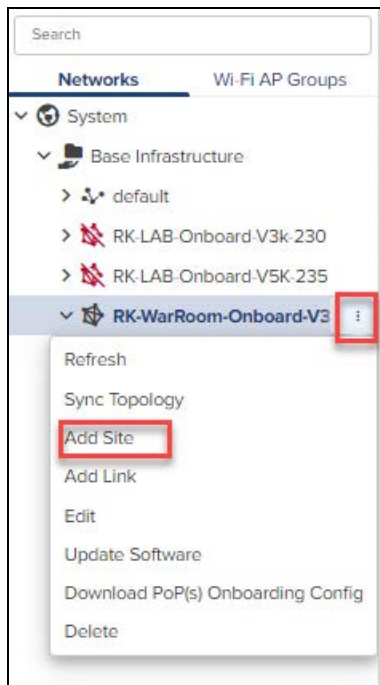 Search
Networks Wi-Fi AP Groups
System
Base Infrastructure
default
RK-LAB-Onboard-V3k-230
RK-LAB-Onboard-V5K-235
RK-WarRoom-Onboard-V3
Refresh
Sync Topology
Add Site
Add Link
Edit
Update Software
Download PoP(s) Onboarding Config
Delete